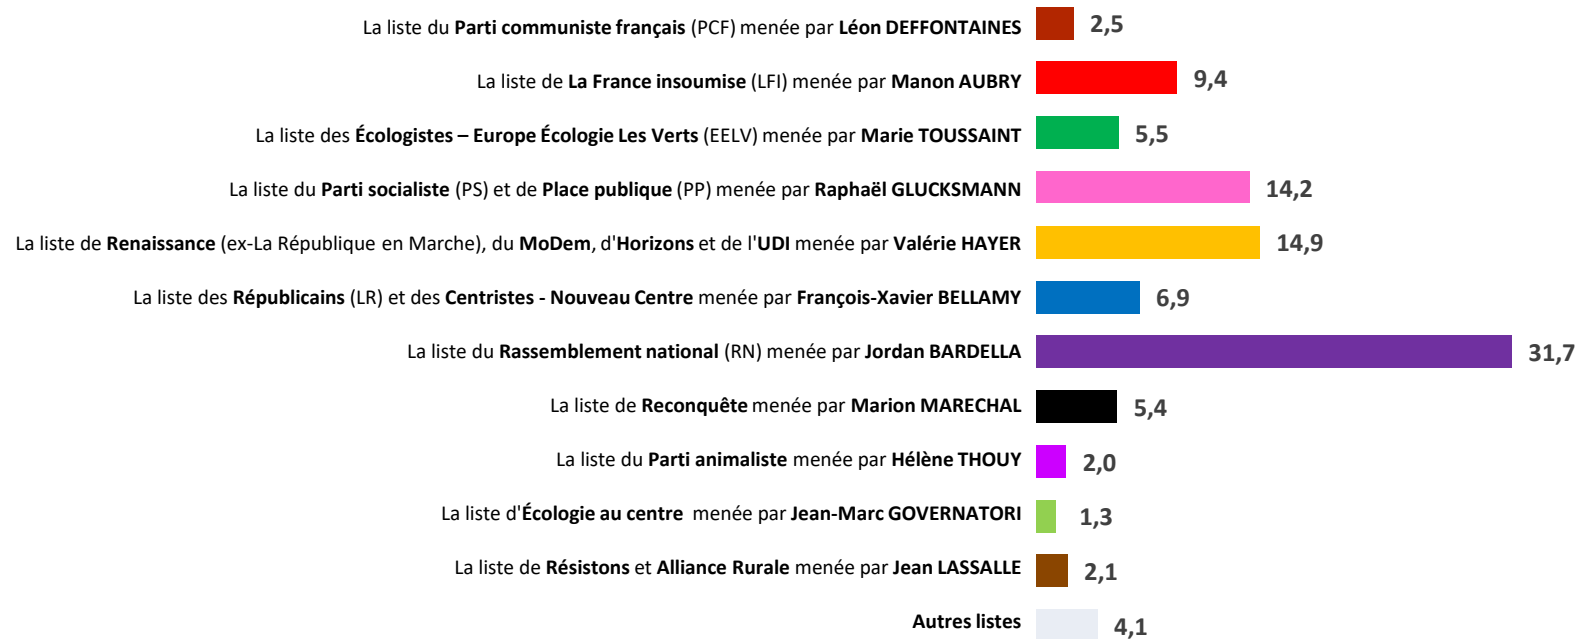 La liste du Parti communiste français (PCF) menée par Léon DEFFONTAINES 2,5
La liste de La France insoumise (LFI) menée par Manon AUBRY 9,4
La liste des Écologistes – Europe Écologie Les Verts (EELV) menée par Marie TOUSSAINT 5,5
La liste du Parti socialiste (PS) et de Place publique (PP) menée par Raphaël GLUCKSMANN 14,2
La liste de Renaissance (ex-La République en Marche), du MoDem, d'Horizons et de l'UDI menée par Valérie HAYER 14,9
La liste des Républicains (LR) et des Centristes - Nouveau Centre menée par François-Xavier BELLAMY 6,9
La liste du Rassemblement national (RN) menée par Jordan BARDELLA 31,7
La liste de Reconquête menée par Marion MARECHAL 5,4
La liste du Parti animaliste menée par Hélène THOUY 2,0
La liste d'Écologie au centre menée par Jean-Marc GOVERNATORI 1,3
La liste de Résistons et Alliance Rurale menée par Jean LASSALLE 2,1
Autres listes 4,1